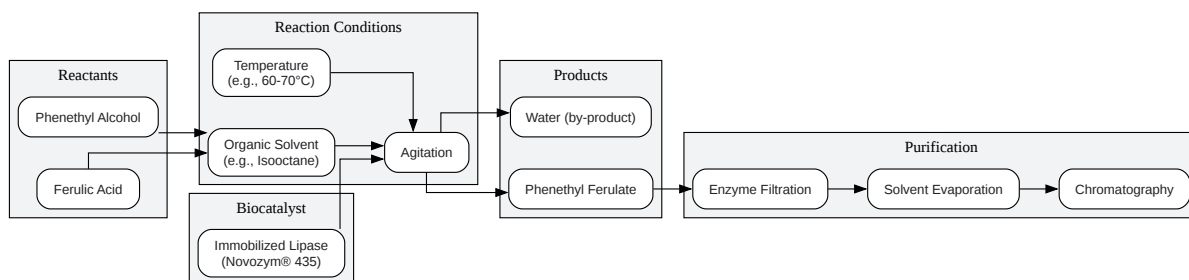 Reaction Conditions
Temperature
(e.g., 60-70°C)
Reactants
Phenethyl Alcohol
Ferulic Acid
Organic Solvent
(e.g., Isooctane)
Agitation
Biocatalyst
Immobilized Lipase
(Novozym® 435)
Products
Water (by-product)
Phenethyl Ferulate
Purification
Enzyme Filtration
Solvent Evaporation
Chromatography